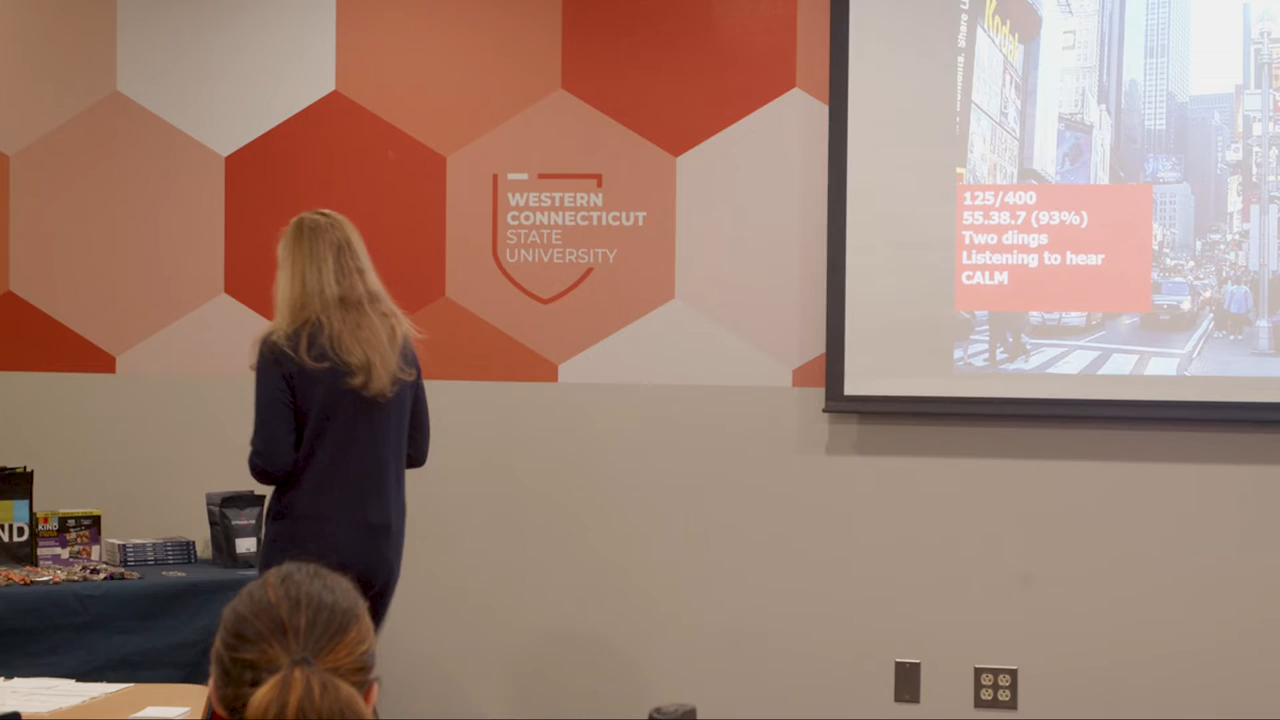 WESTERN
CONNECTICUT
STATE
UNIVERSITY
Kodak
125/400
55.38.7 (93%)
Two dings
Listening to hear
CALM
KIND